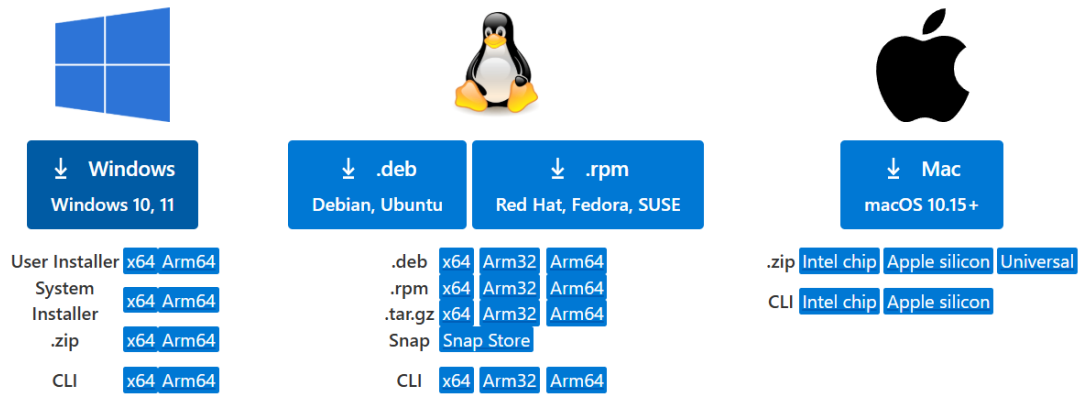 Windows
Windows 10, 11
User Installer x64 Arm64
System
Installer x64 Arm64
.zip x64 Arm64
CLI x64 Arm64
.deb
Debian, Ubuntu
.rpm
Red Hat, Fedora, SUSE
.deb x64 Arm32 Arm64
.rpm x64 Arm32 Arm64
.tar.gz x64 Arm32 Arm64
Snap Snap Store
CLI x64 Arm32 Arm64
Mac
macOS 10.15+
.zip Intel chip Apple silicon Universal
CLI Intel chip Apple silicon